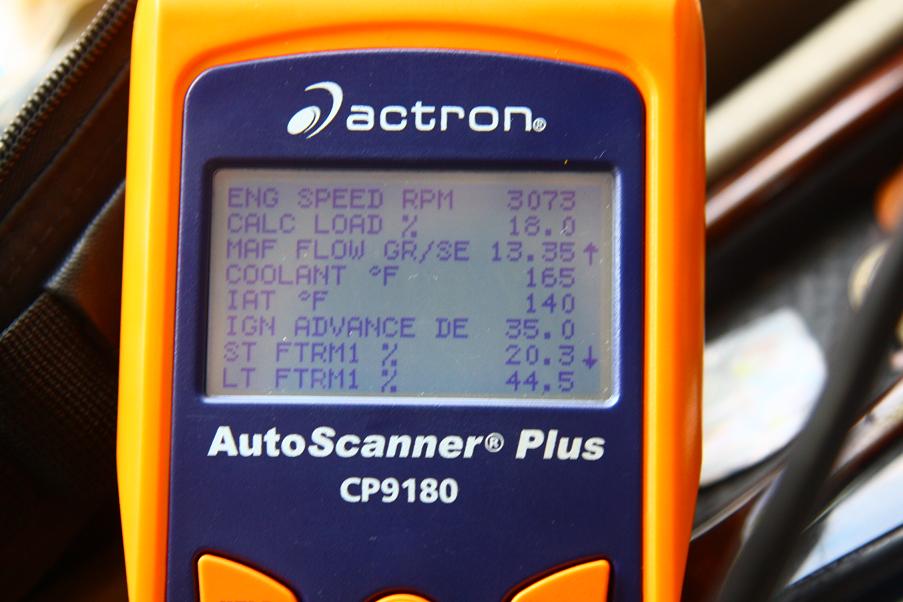 actron®
ENG SPEED RPM 3073
CALC LOAD % 18.0
MAF FLOW GR/SE 13.35↑
COOLANT °F 165
IAT °F 140
IGN ADVANCE DE 35.0
ST FTRM1 % 20.3↓
LT FTRM1 % 44.5
AutoScanner® Plus
CP9180